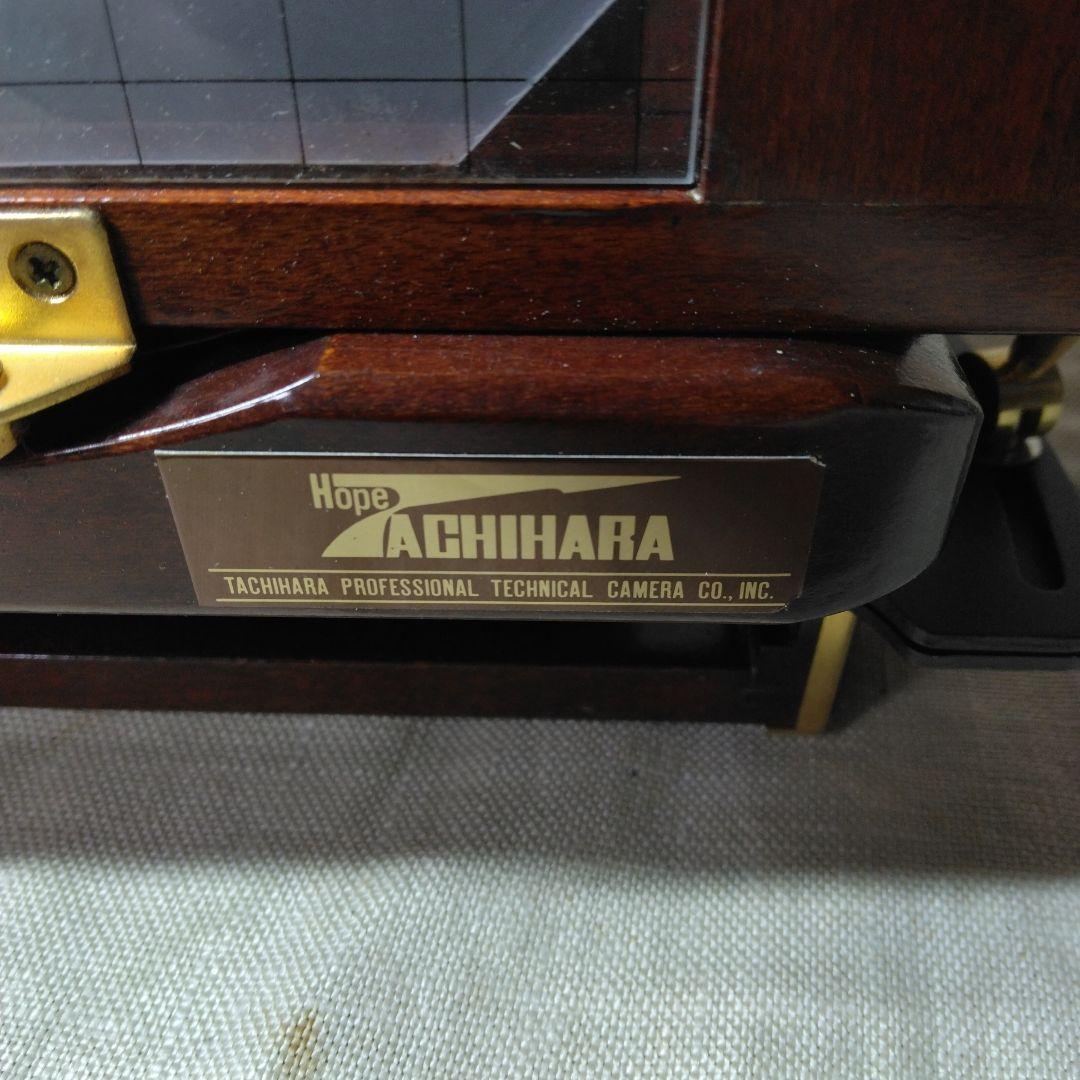 Hope
TACHIHARA
TACHIHARA PROFESSIONAL TECHNICAL CAMERA CO., INC.